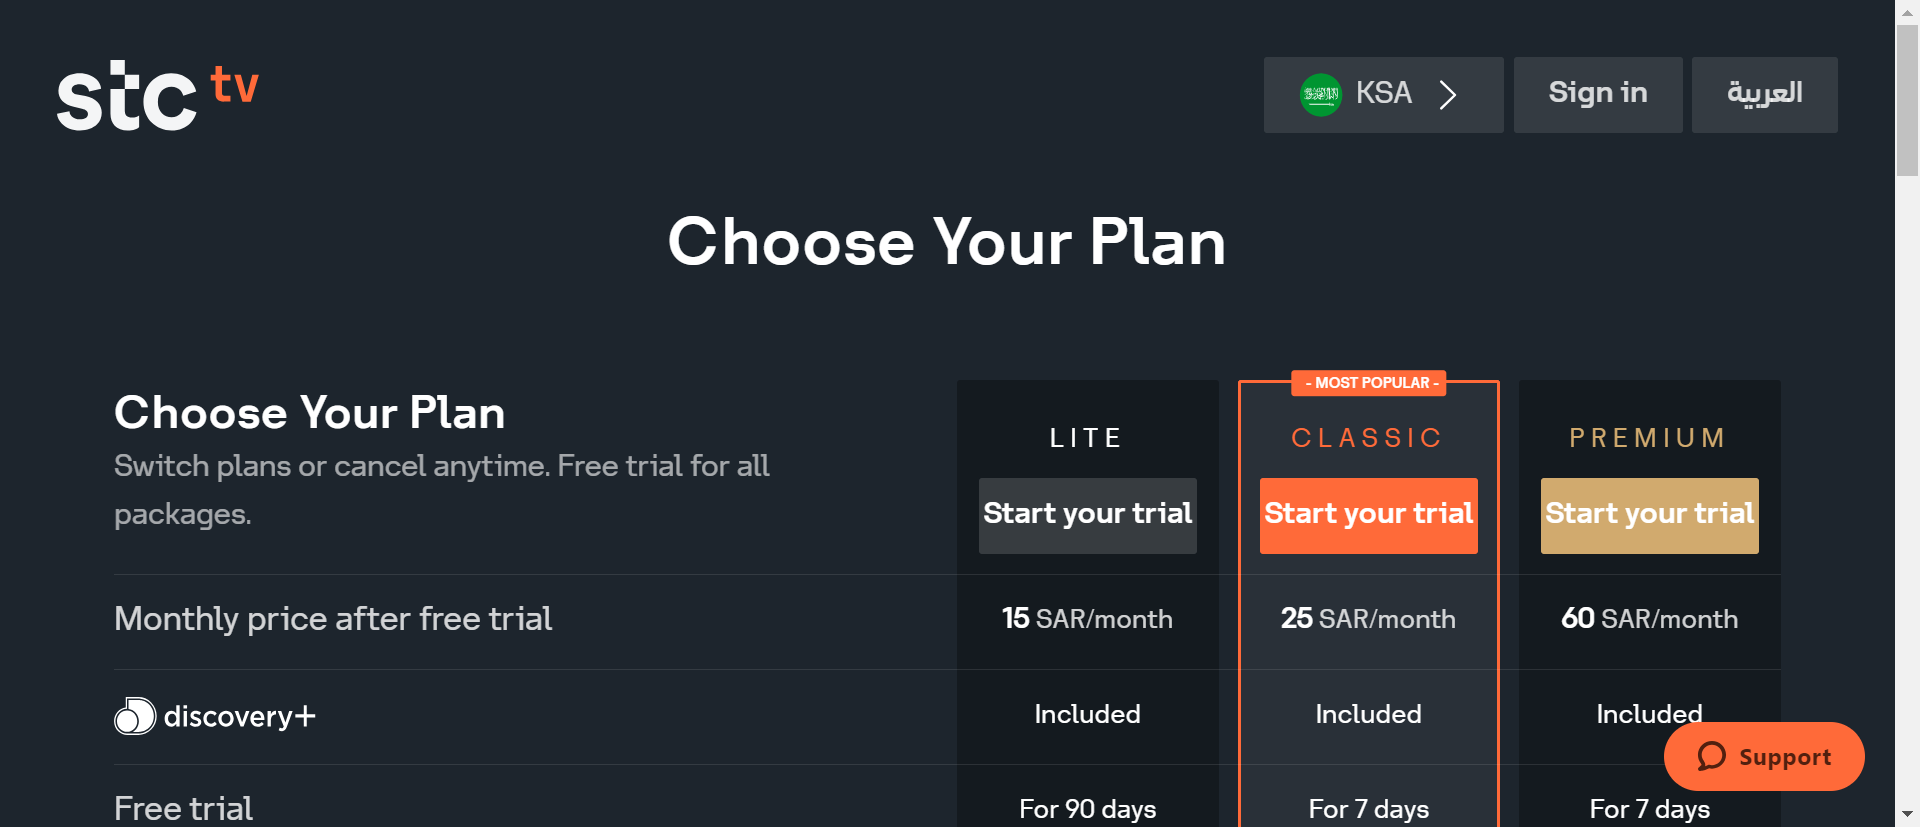 stc tv
KSA
Sign in
العربية
Choose Your Plan
Choose Your Plan
Switch plans or cancel anytime. Free trial for all
packages.
LITE
Start your trial
- MOST POPULAR -
CLASSIC
Start your trial
PREMIUM
Start your trial
Monthly price after free trial
15 SAR/month
25 SAR/month
60 SAR/month
discovery+
Included
Included
Included
Support
Free trial
For 90 days
For 7 days
For 7 days